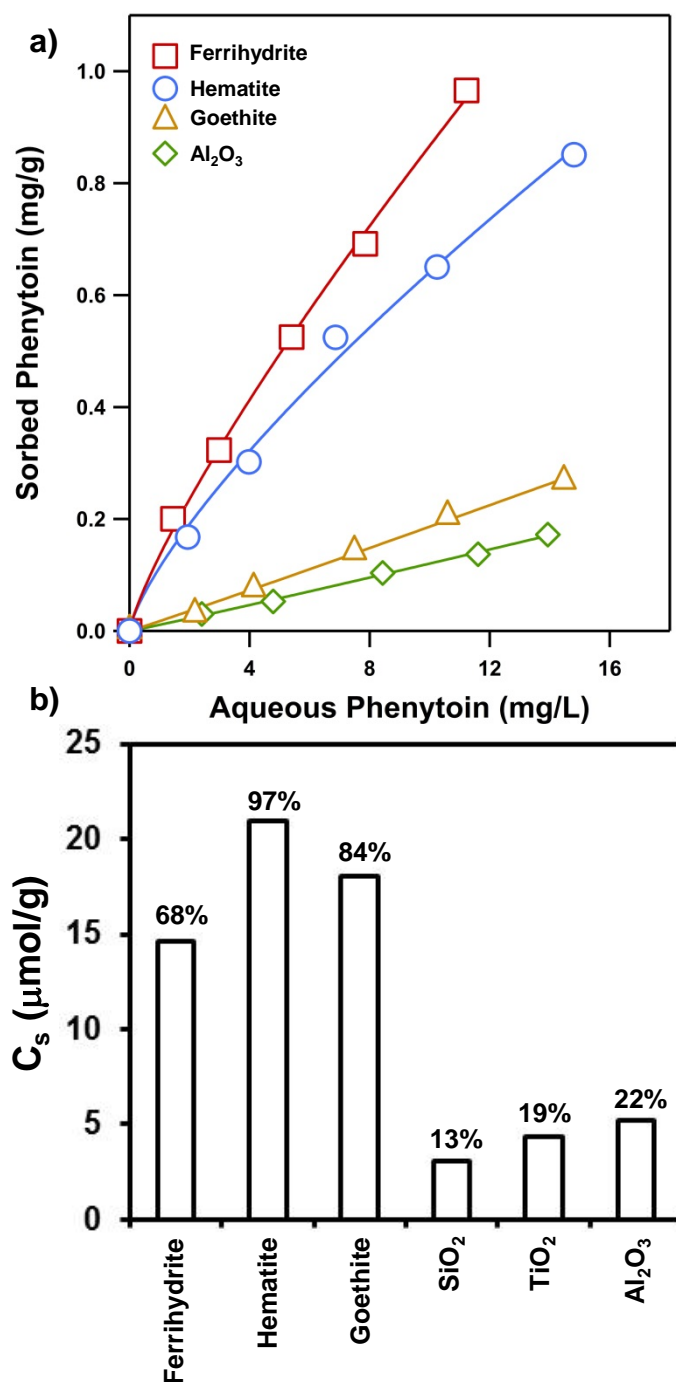 a)
Ferrihydrite
Hematite
Goethite
Al₂O₃
Sorbed Phenytoin (mg/g)
1.0
0.8
0.6
0.4
0.2
0.0
0 4 8 12 16
Aqueous Phenytoin (mg/L)
b)
Cₛ (μmol/g)
25
20
15
10
5
0
68%
97%
84%
13%
19%
22%
Ferrihydrite
Hematite
Goethite
SiO₂
TiO₂
Al₂O₃